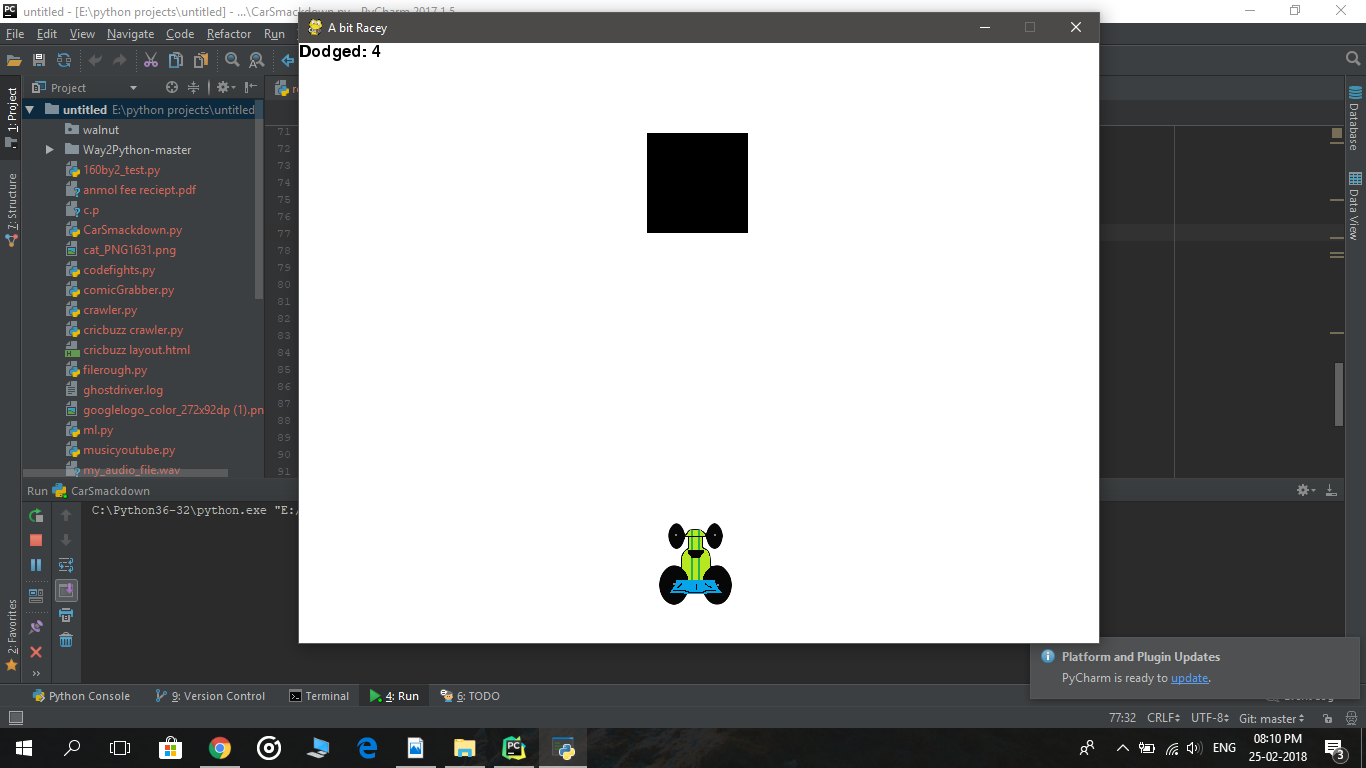 untitled - [E:\python projects\untitled] - ...\CarSmackdown.py - PyCharm 2017.1.5
A bit Racey
File Edit View Navigate Code Refactor Run
Dodged: 4
Project
1: Project
7: Structure
2: Favorites
untitled E:\python projects\untitled
walnut
Way2Python-master
160by2_test.py
anmol fee reciept.pdf
c.p
CarSmackdown.py
cat_PNG1631.png
codefights.py
comicGrabber.py
crawler.py
cricbuzz crawler.py
cricbuzz layout.html
filerough.py
ghostdriver.log
googlelogo_color_272x92dp (1).pn
ml.py
musicyoutube.py
my_audio_file.wav
71
72
73
74
75
76
77
78
79
80
81
82
83
84
85
86
87
88
89
90
91
Database
Data View
Run CarSmackdown
C:\Python36-32\python.exe "E:/
Platform and Plugin Updates
PyCharm is ready to update.
Python Console 9: Version Control Terminal 4: Run 6: TODO
77:32 CRLF UTF-8 Git: master
ENG
08:10 PM
25-02-2018
3